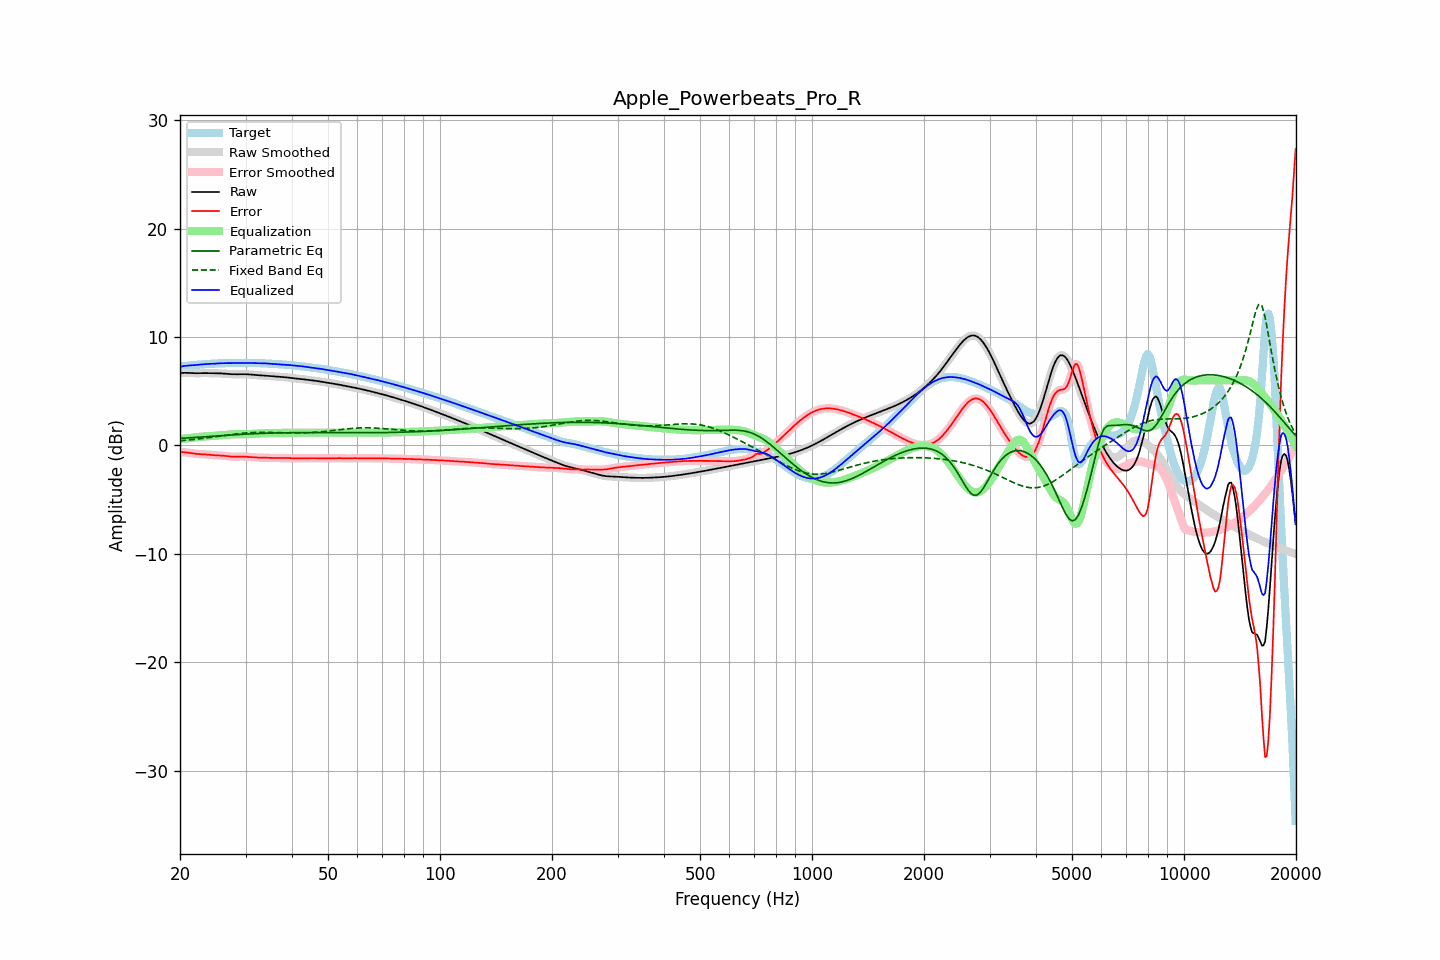 Apple_Powerbeats_Pro_R
Target
Raw Smoothed
Error Smoothed
Raw
Error
Equalization
Parametric Eq
Fixed Band Eq
Equalized
30
20
10
0
−10
−20
−30
Amplitude (dBr)
20
50
100
200
500
1000
2000
5000
10000
20000
Frequency (Hz)